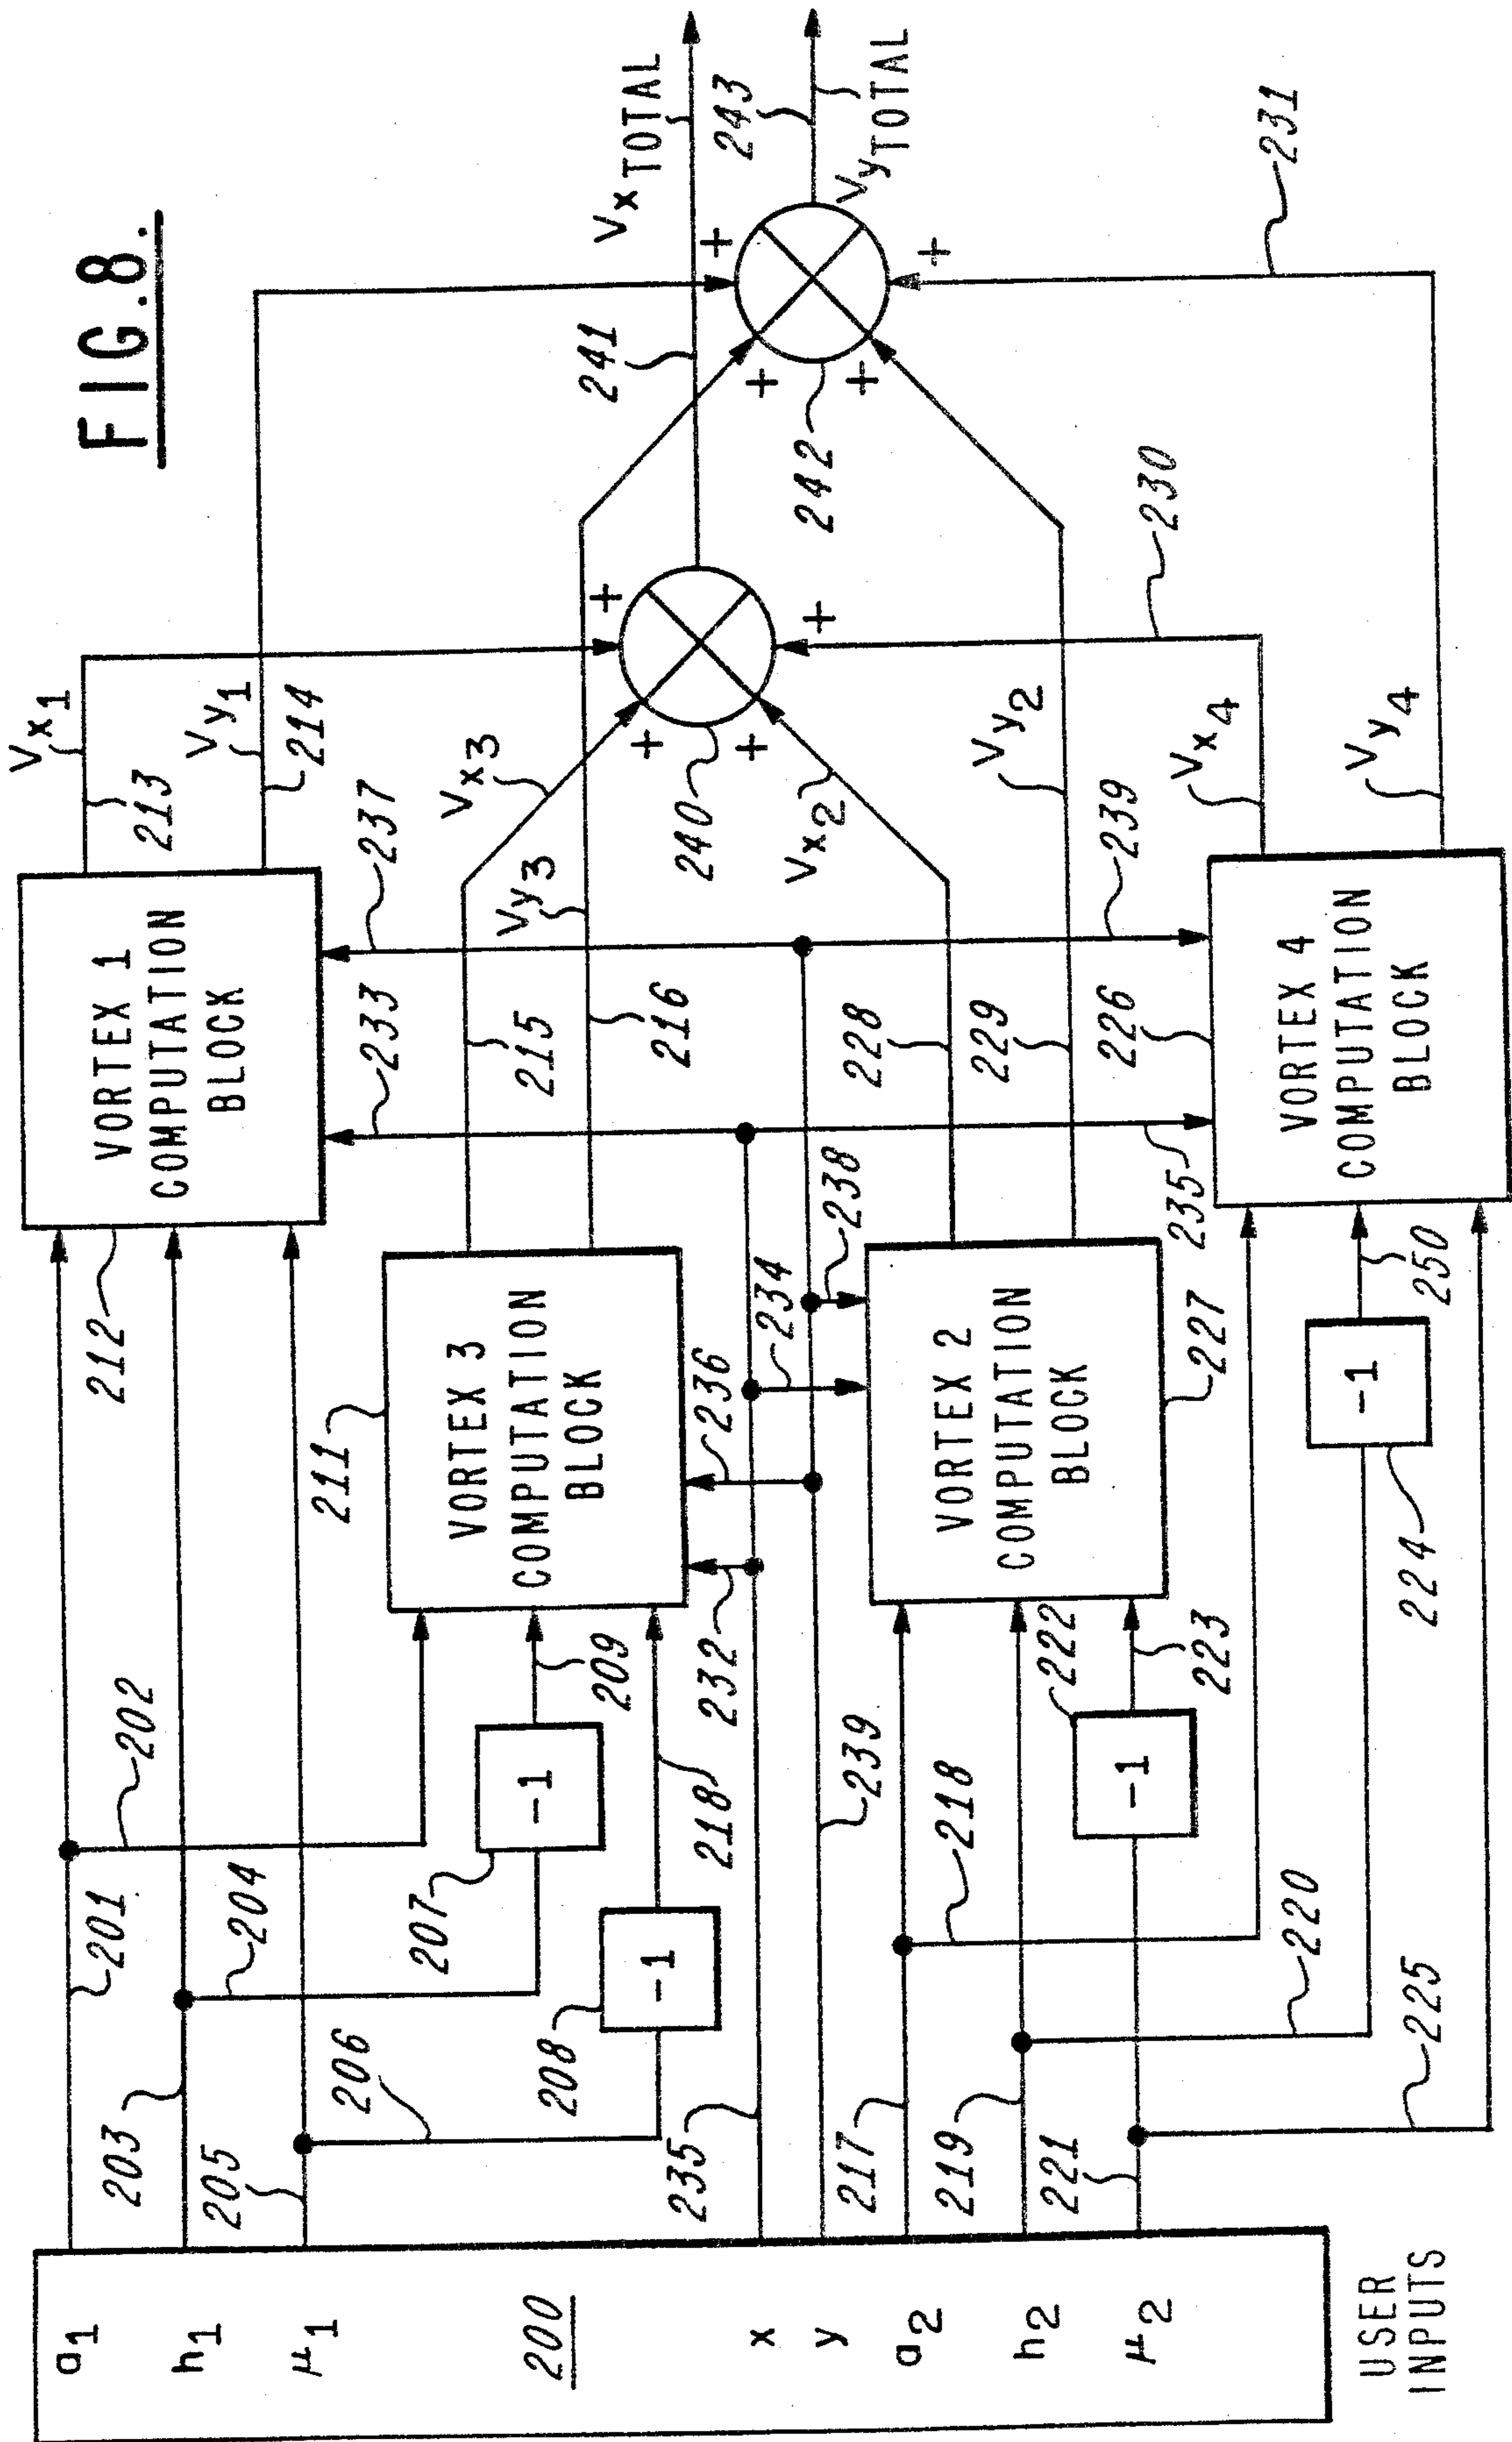 FIG.8.
a1
h1
μ1
200
x
y
a2
h2
μ2
USER
INPUTS
201
202
203
204
205
206
207
-1
208
-1
209
218
211
212
VORTEX 1
COMPUTATION
BLOCK
VORTEX 3
COMPUTATION
BLOCK
VORTEX 2
COMPUTATION
BLOCK
VORTEX 4
COMPUTATION
BLOCK
235
239
232
236
234
238
217
218
219
220
221
222
-1
223
224
-1
225
250
227
235
226
233
237
239
213
Vx1
214
Vy1
215
Vx3
216
Vy3
228
Vx2
229
Vy2
Vx4
230
Vy4
231
240
+
+
+
+
241
VxTOTAL
242
+
+
+
+
243
VyTOTAL